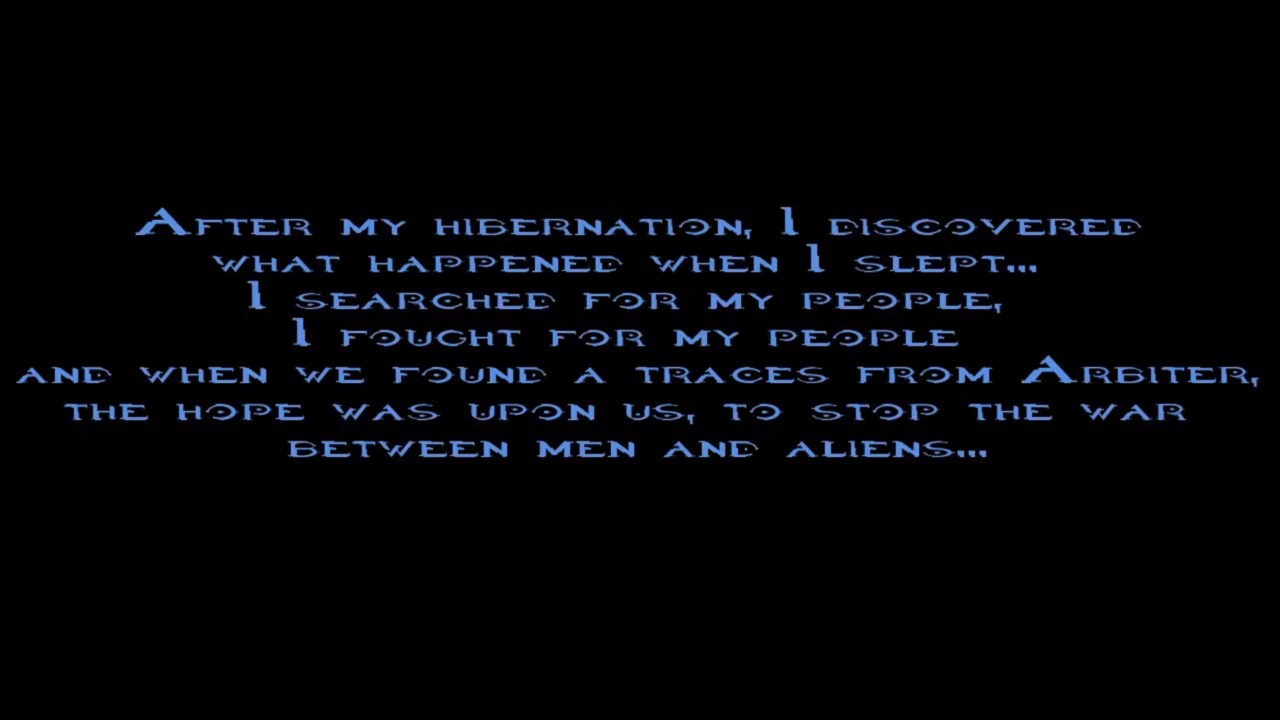 After my hibernation, I discovered
what happened when I slept...
I searched for my people,
I fought for my people
and when we found a traces from Arbiter,
the hope was upon us, to stop the war
between men and aliens...